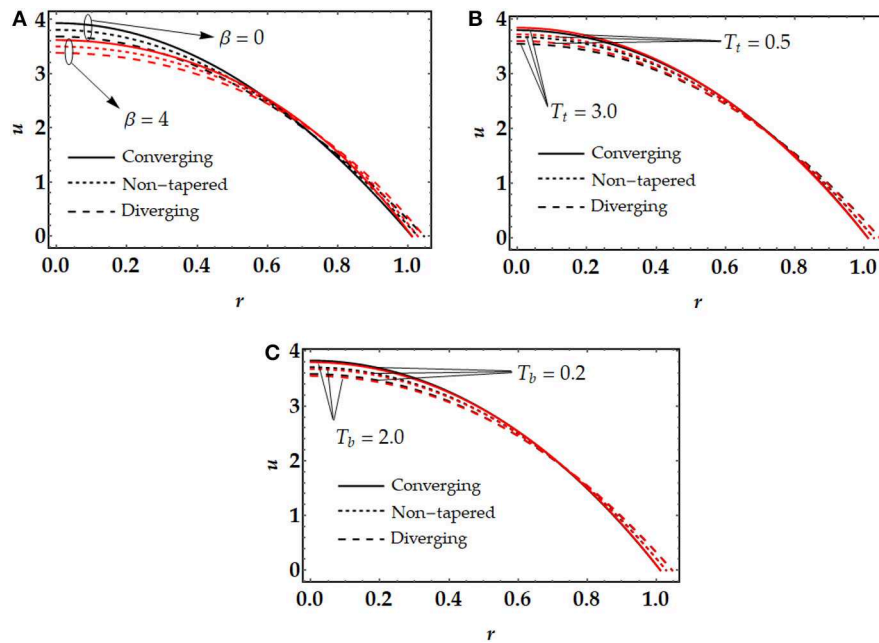 A
4
3
2
1
0
u
β = 0
β = 4
Converging
Non-tapered
Diverging
0.0 0.2 0.4 0.6 0.8 1.0
r
B
4
3
2
1
0
u
T_t = 0.5
T_t = 3.0
Converging
Non-tapered
Diverging
0.0 0.2 0.4 0.6 0.8 1.0
r
C
4
3
2
1
0
u
T_b = 0.2
T_b = 2.0
Converging
Non-tapered
Diverging
0.0 0.2 0.4 0.6 0.8 1.0
r